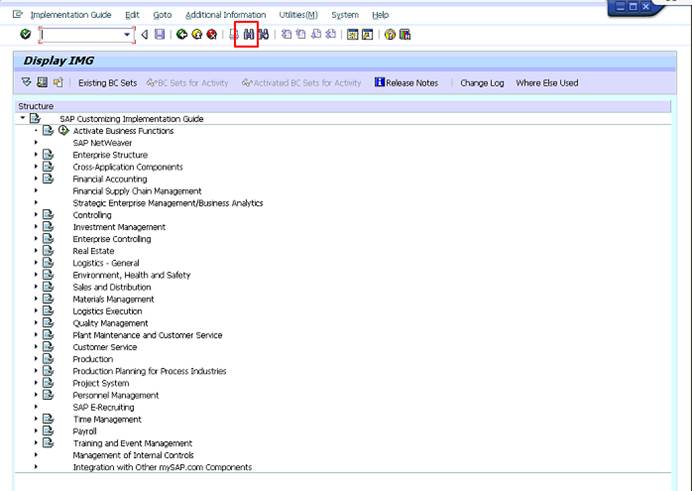 Implementation Guide Edit Goto Additional Information Utilities(M) System Help
Display IMG
Existing BC Sets BC Sets for Activity Activated BC Sets for Activity Release Notes Change Log Where Else Used
Structure
SAP Customizing Implementation Guide
Activate Business Functions
SAP NetWeaver
Enterprise Structure
Cross-Application Components
Financial Accounting
Financial Supply Chain Management
Strategic Enterprise Management/Business Analytics
Controlling
Investment Management
Enterprise Controlling
Real Estate
Logistics - General
Environment, Health and Safety
Sales and Distribution
Materials Management
Logistics Execution
Quality Management
Plant Maintenance and Customer Service
Customer Service
Production
Production Planning for Process Industries
Project System
Personnel Management
SAP E-Recruiting
Time Management
Payroll
Training and Event Management
Management of Internal Controls
Integration with Other mySAP.com Components